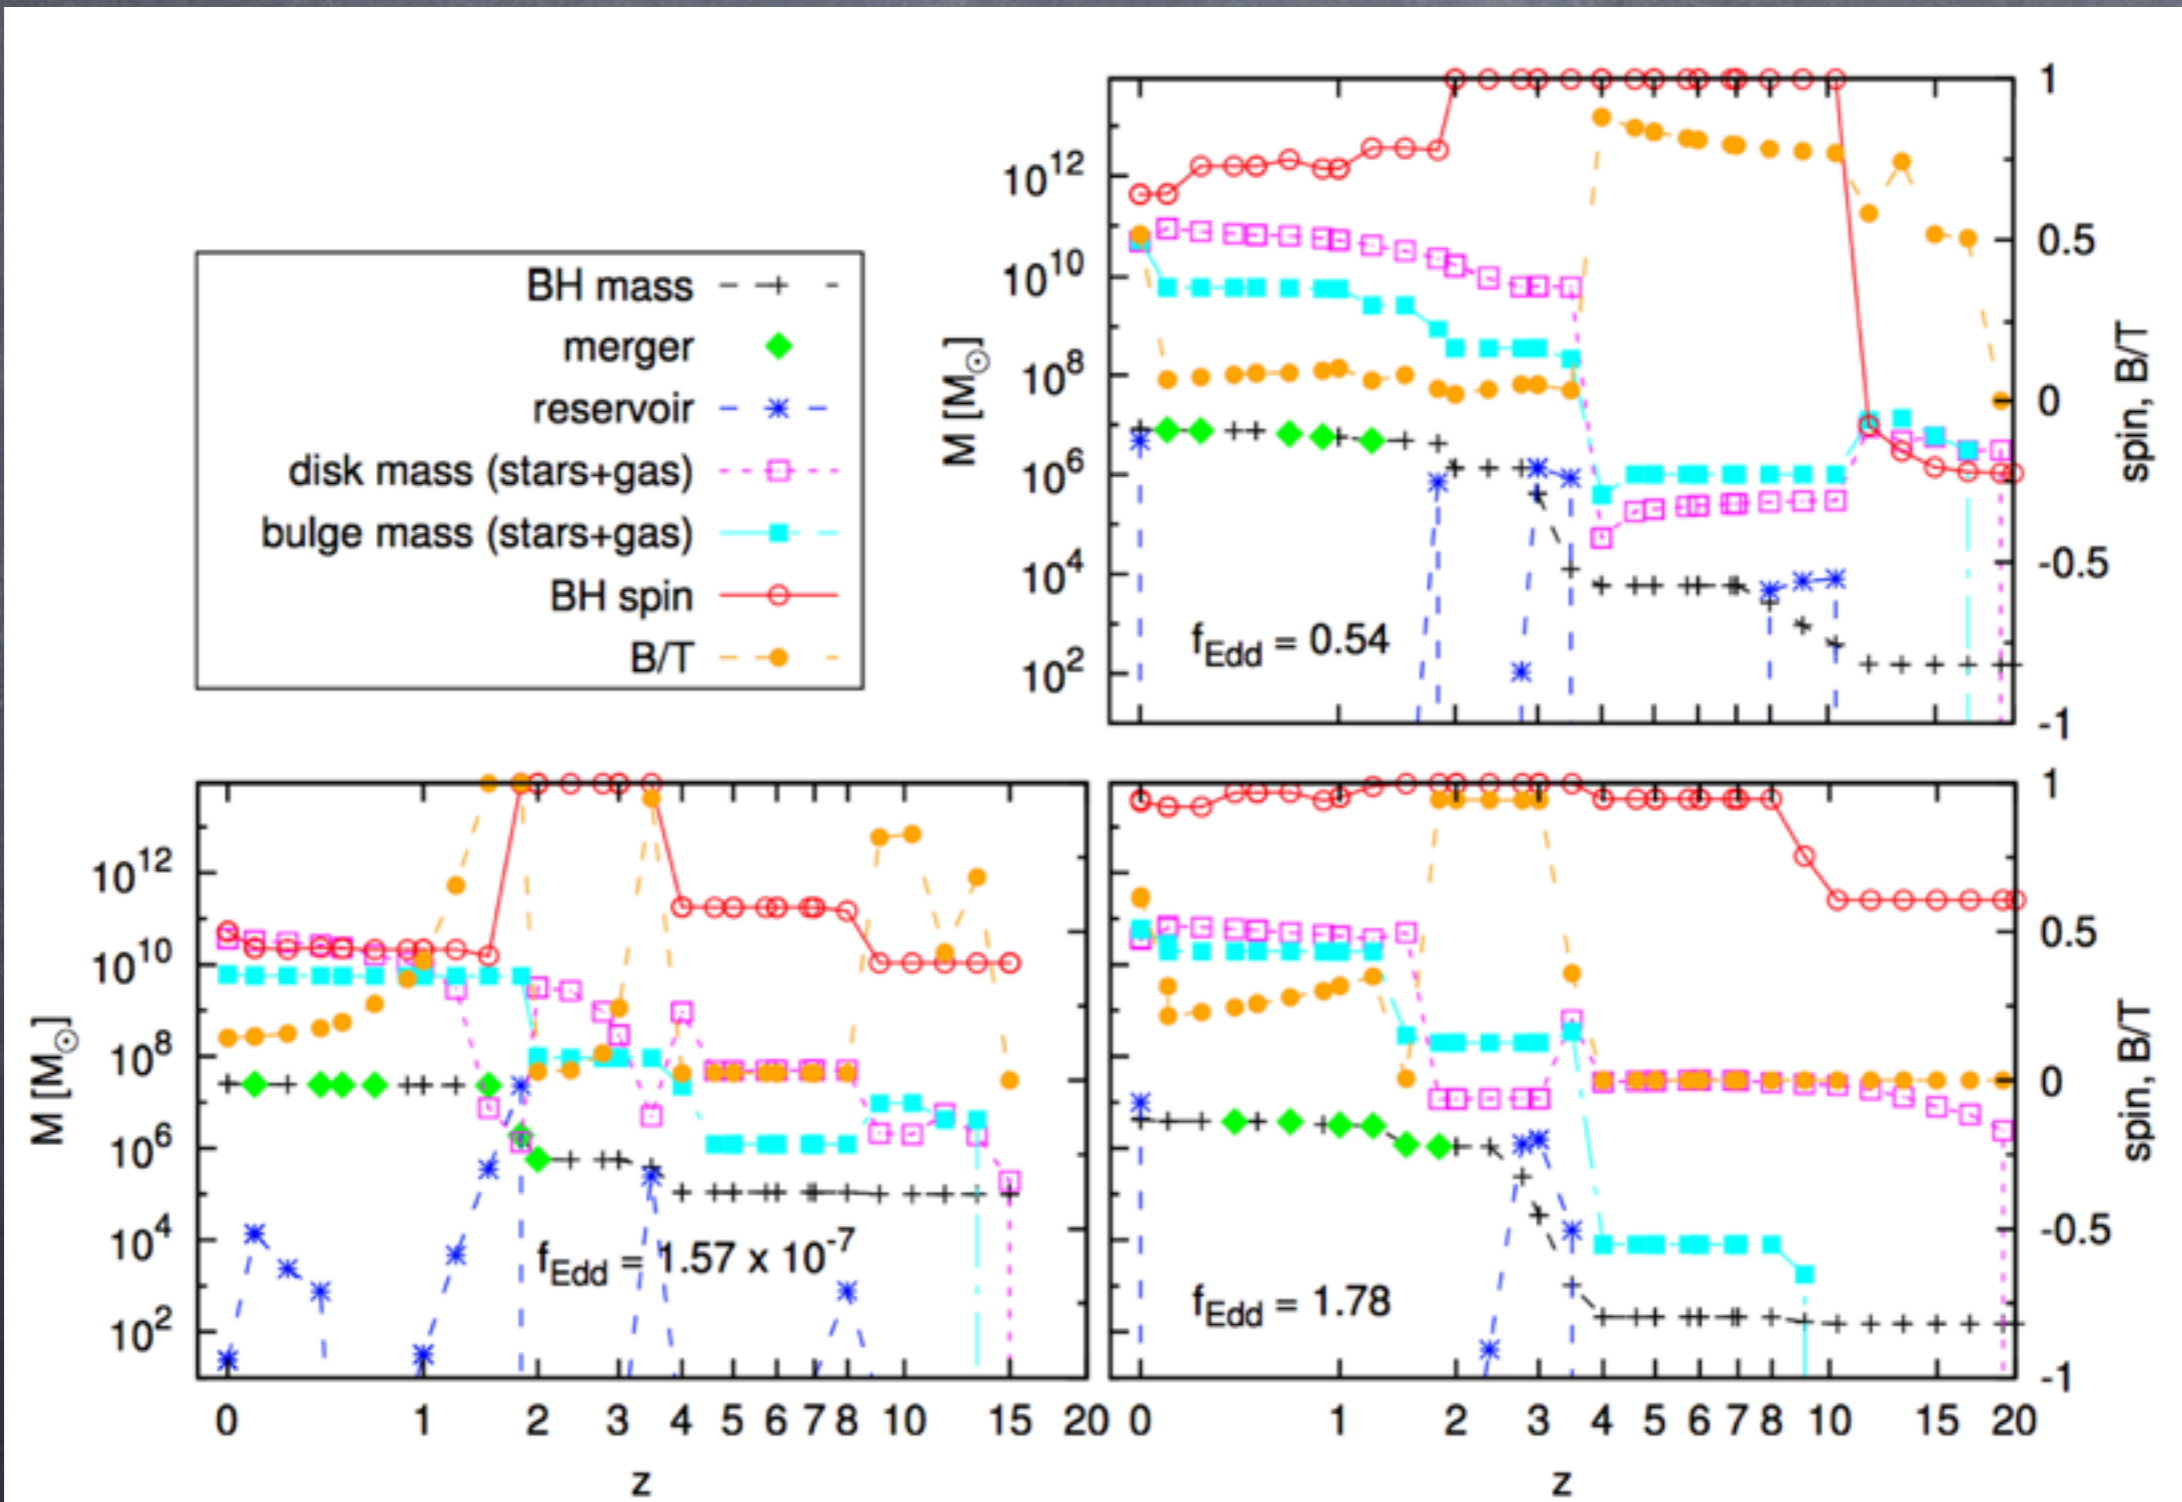 BH mass
merger
reservoir
disk mass (stars+gas)
bulge mass (stars+gas)
BH spin
B/T
M [M☉]
10^12
10^10
10^8
10^6
10^4
10^2
f_Edd = 0.54
1
0.5
0
-0.5
-1
spin, B/T
M [M☉]
10^12
10^10
10^8
10^6
10^4
10^2
f_Edd = 1.57 x 10^-7
0 1 2 3 4 5 6 7 8 10 15 20
z
f_Edd = 1.78
1
0.5
0
-0.5
-1
spin, B/T
0 1 2 3 4 5 6 7 8 10 15 20
z